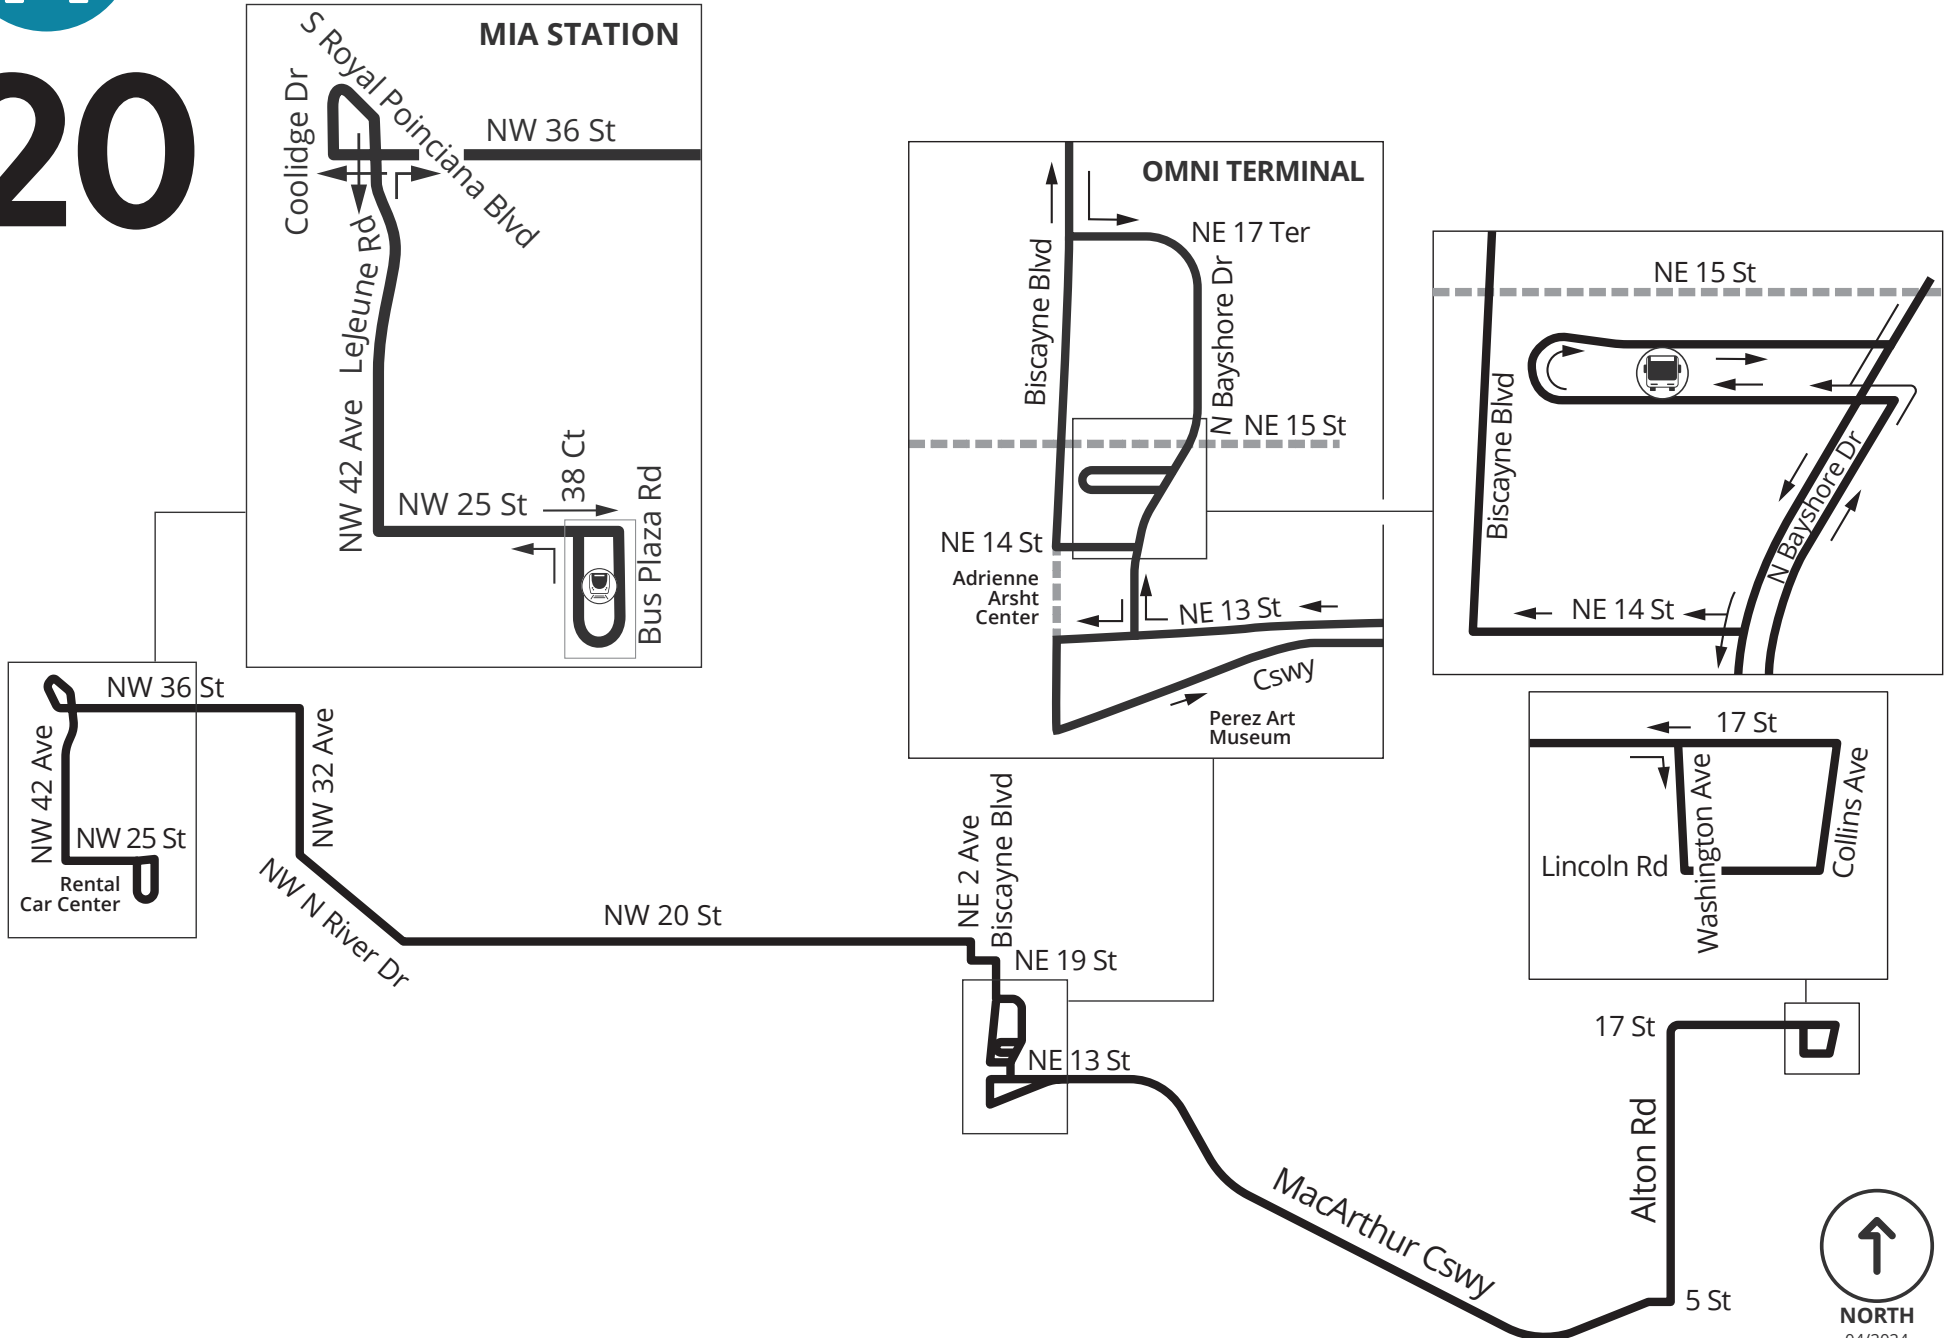 20
MIA STATION
S Royal Poinciana Blvd
Coolidge Dr
NW 36 St
LeJeune Rd
NW 42 Ave
NW 25 St
38 Ct
Bus Plaza Rd
OMNI TERMINAL
NE 17 Ter
Biscayne Blvd
N Bayshore Dr
NE 15 St
NE 14 St
Adrienne
Arsht
Center
NE 13 St
Cswy
Perez Art
Museum
NE 15 St
Biscayne Blvd
N Bayshore Dr
NE 14 St
17 St
Washington Ave
Collins Ave
Lincoln Rd
NW 36 St
NW 42 Ave
NW 32 Ave
NW 25 St
Rental
Car Center
NW N River Dr
NW 20 St
NE 2 Ave
Biscayne Blvd
NE 19 St
NE 13 St
MacArthur Cswy
17 St
Alton Rd
5 St
NORTH
04/2024